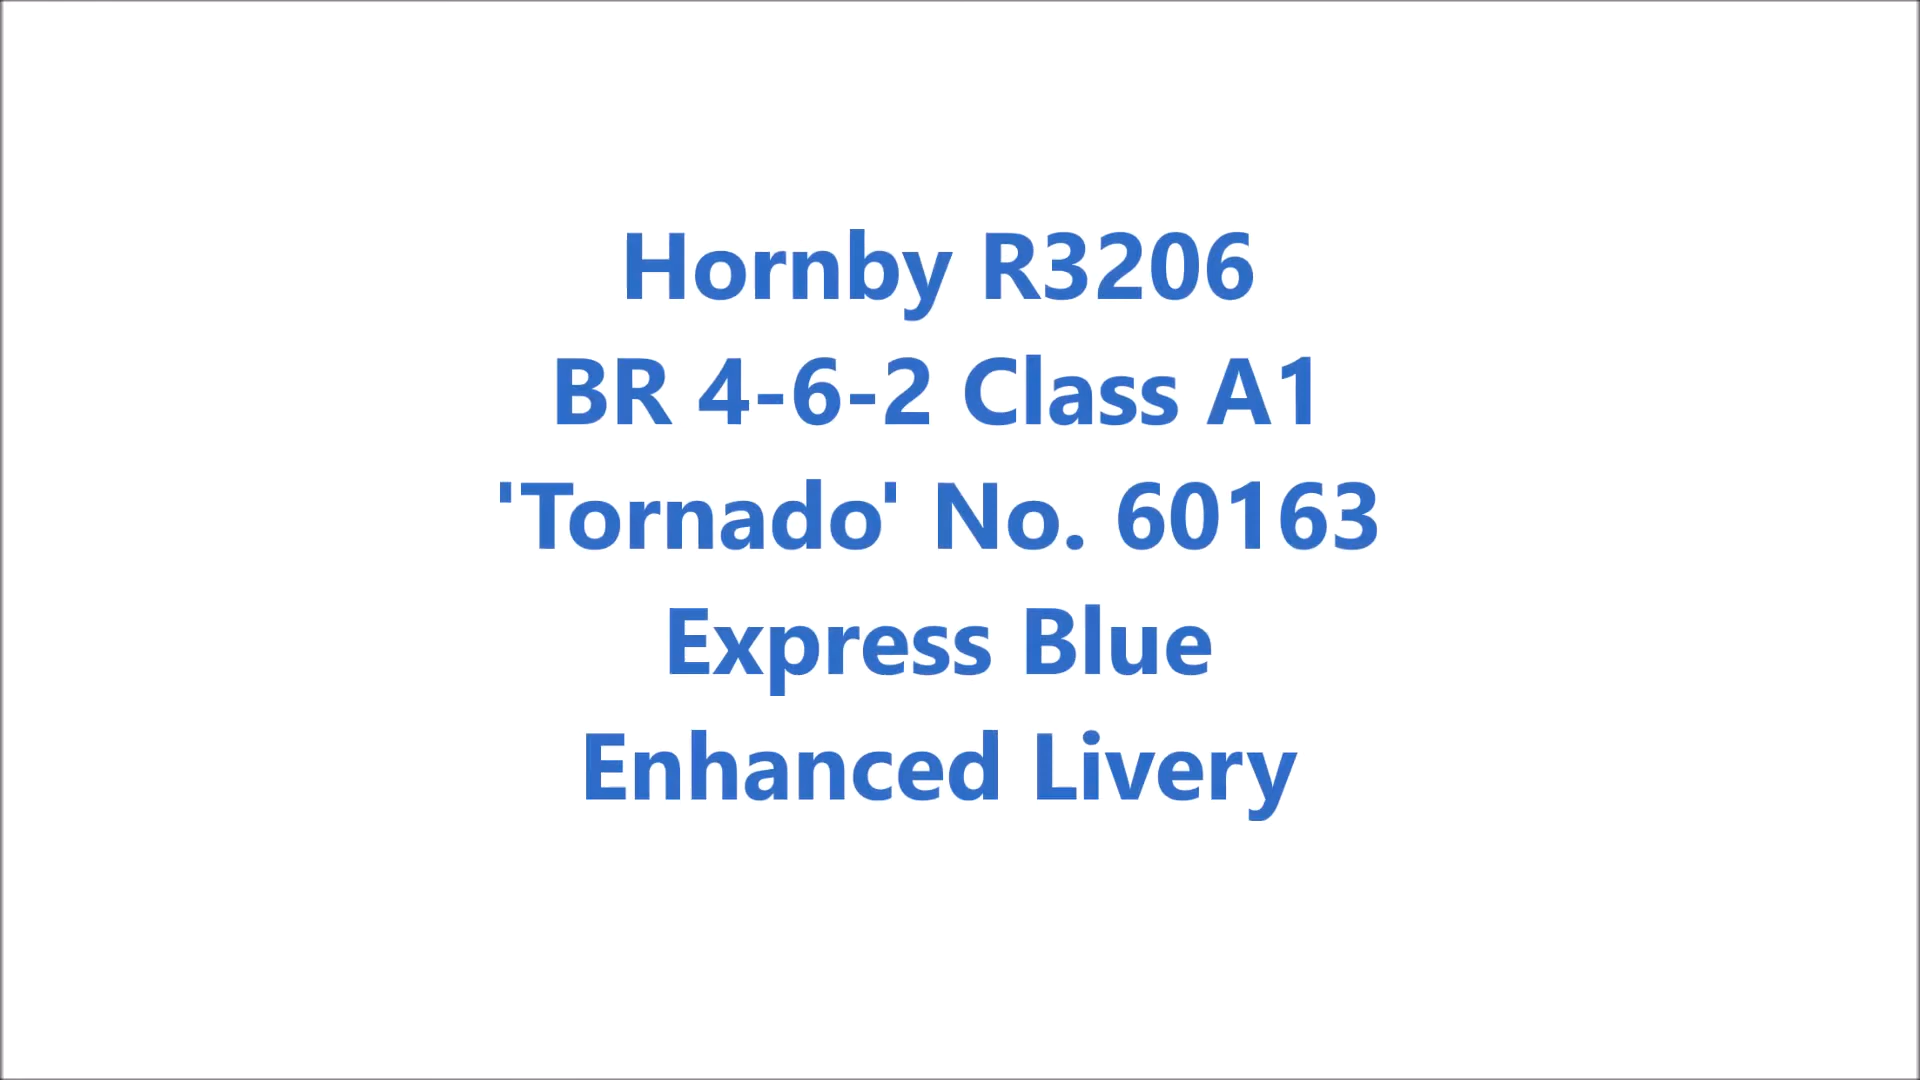 Hornby R3206
BR 4-6-2 Class A1
'Tornado' No. 60163
Express Blue
Enhanced Livery